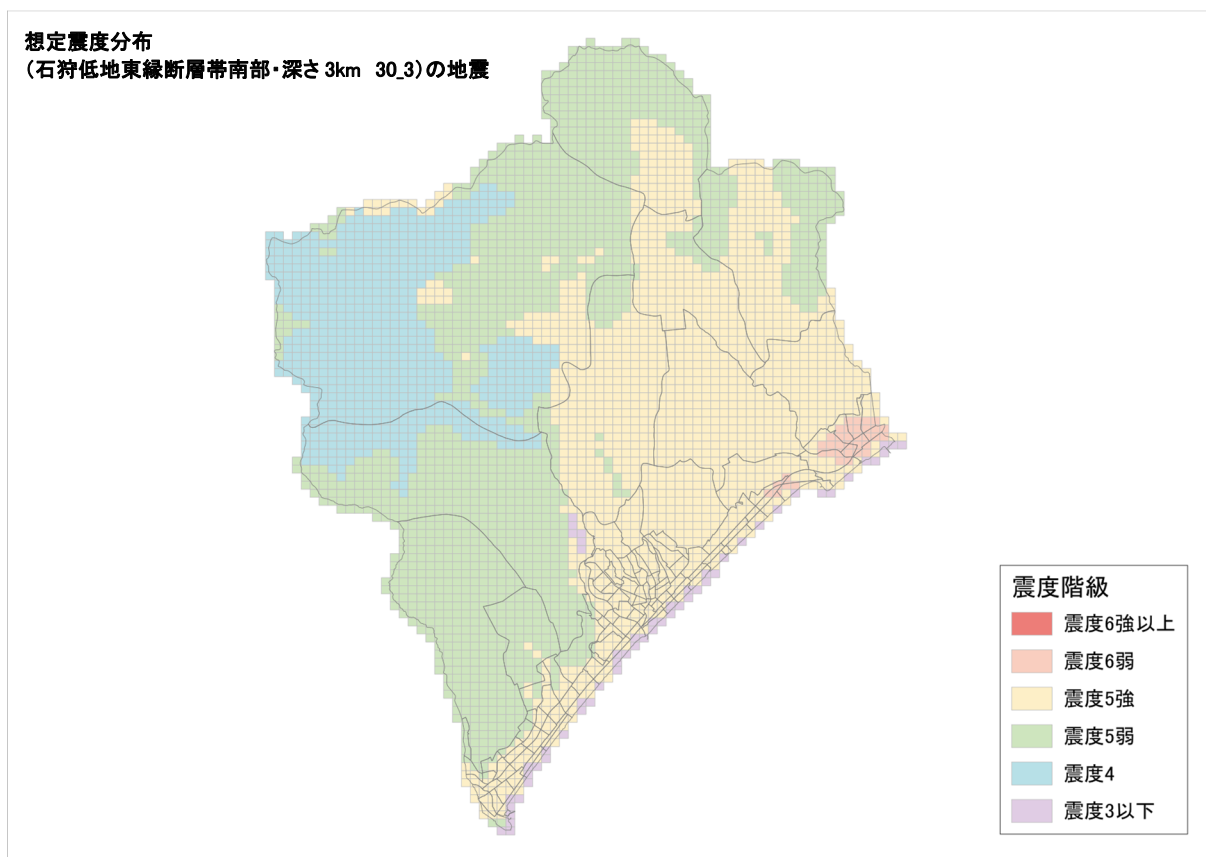 想定震度分布
（石狩低地東縁断層帯南部・深さ3km 30_3）の地震
震度階級
震度6強以上
震度6弱
震度5強
震度5弱
震度4
震度3以下